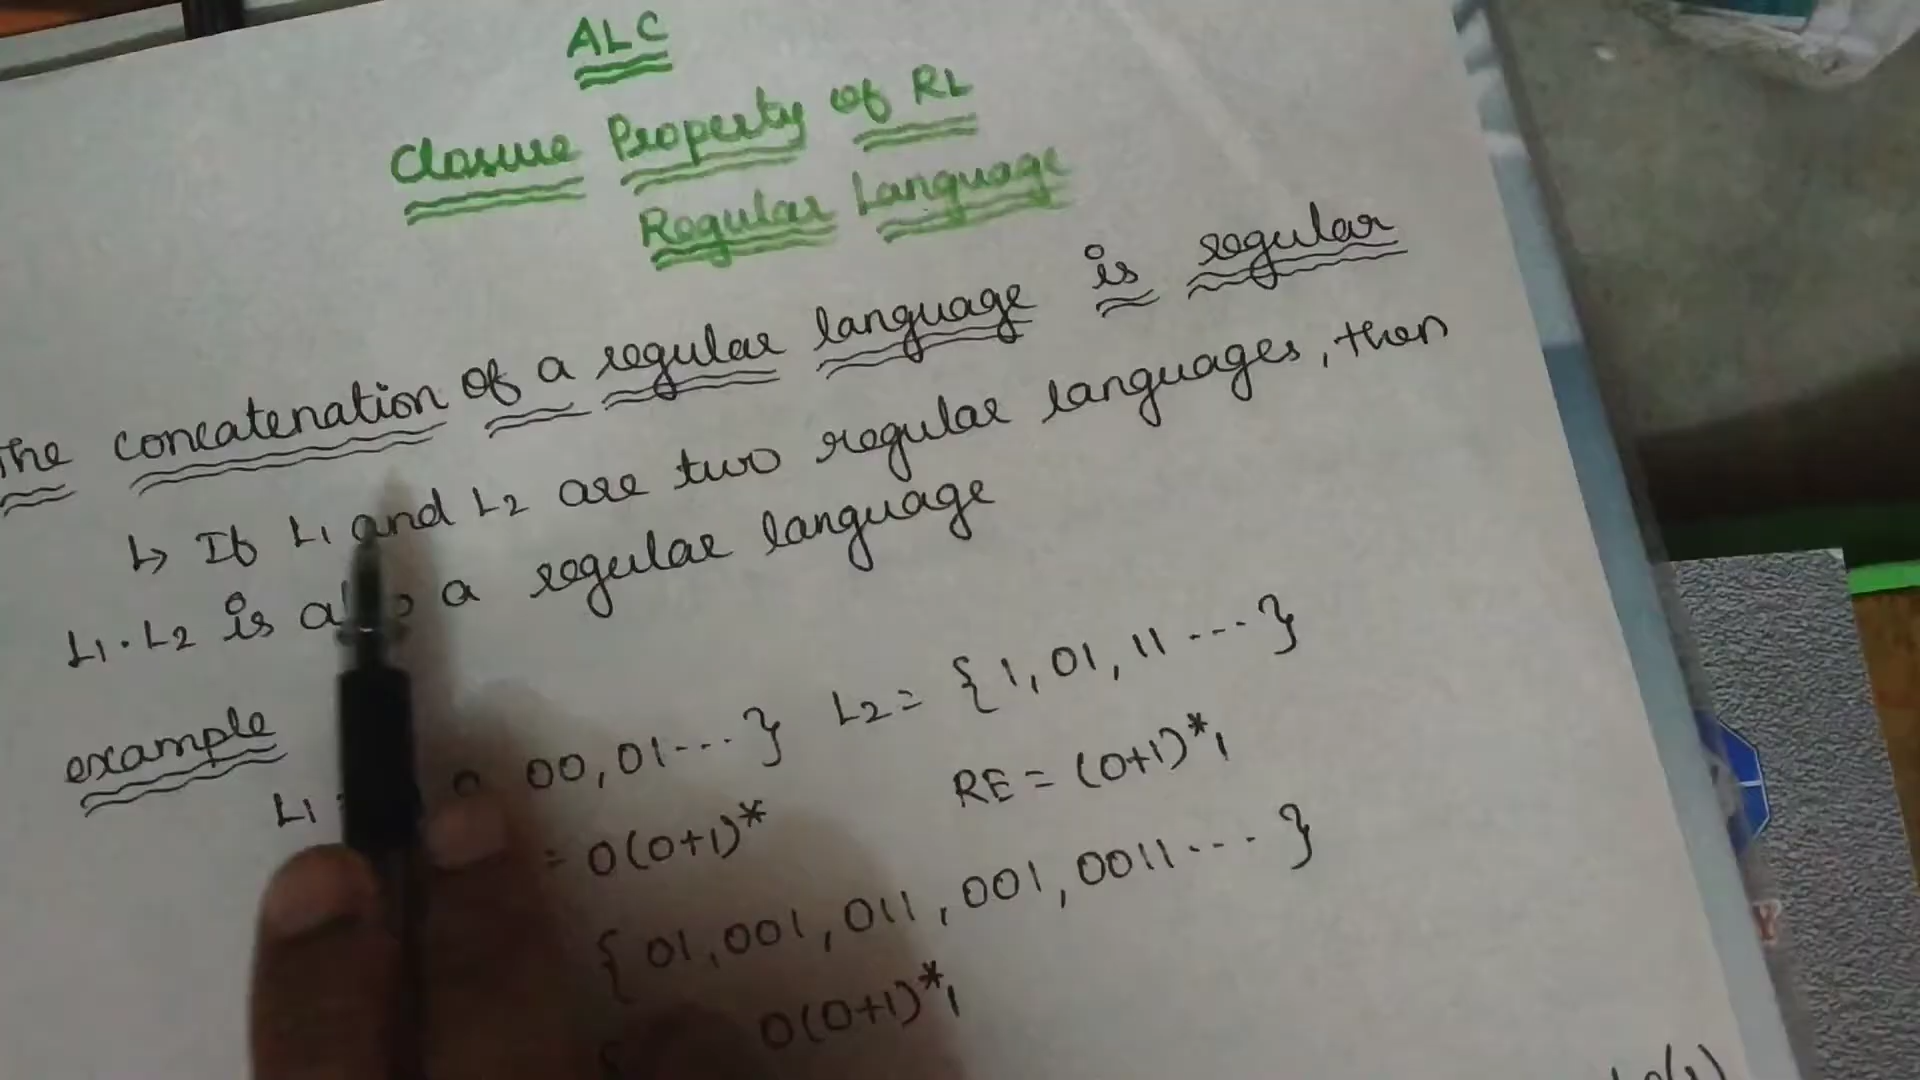 ALC
Closure Property of RL
Regular Language
The concatenation of a regular language is regular
↳ If L1 and L2 are two regular languages, then
L1.L2 is also a regular language
example
L1 00, 01--- } L2 = { 1, 01, 11 --- }
= 0(0+1)* RE = (0+1)*1
{ 01, 001, 011, 001, 0011 --- }
0(0+1)*1